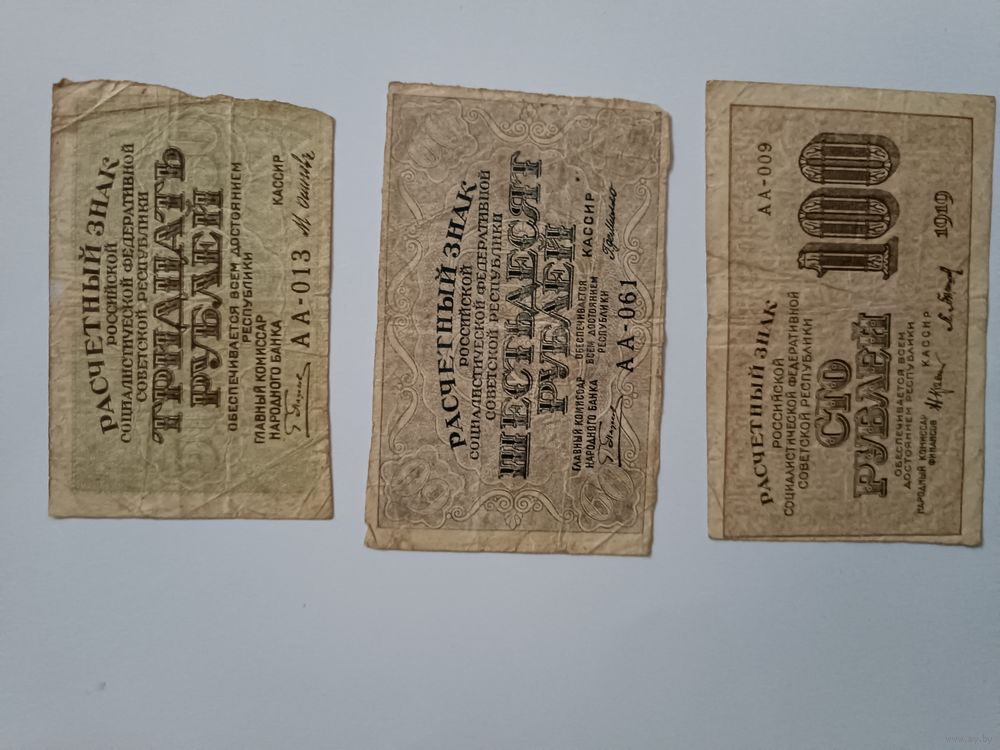 РАСЧЕТНЫЙ ЗНАК
РОССИЙСКОЙ
СОЦИАЛИСТИЧЕСКОЙ ФЕДЕРАТИВНОЙ
СОВЕТСКОЙ РЕСПУБЛИКИ
ТРИДЦАТЬ
РУБЛЕЙ
ОБЕСПЕЧИВАЕТСЯ ВСЕМ ДОСТОЯНИЕМ
РЕСПУБЛИКИ
ГЛАВНЫЙ КОМИССАР
НАРОДНОГО БАНКА
КАССИР
АА-013
РАСЧЕТНЫЙ ЗНАК
РОССИЙСКОЙ
СОЦИАЛИСТИЧЕСКОЙ ФЕДЕРАТИВНОЙ
СОВЕТСКОЙ РЕСПУБЛИКИ
ШЕСТЬДЕСЯТ
РУБЛЕЙ
ГЛАВНЫЙ КОМИССАР
НАРОДНОГО БАНКА
ОБЕСПЕЧИВАЕТСЯ
ВСЕМ ДОСТОЯНИЕМ
РЕСПУБЛИКИ
КАССИР
АА-061
60
60
РАСЧЕТНЫЙ ЗНАК
РОССИЙСКОЙ
СОЦИАЛИСТИЧЕСКОЙ ФЕДЕРАТИВНОЙ
СОВЕТСКОЙ РЕСПУБЛИКИ
АА-009
СТО
РУБЛЕЙ
100
ОБЕСПЕЧИВАЕТСЯ ВСЕМ
ДОСТОЯНИЕМ РЕСПУБЛИКИ
НАРОДНЫЙ КОМИССАР
ФИНАНСОВ
КАССИР
1919